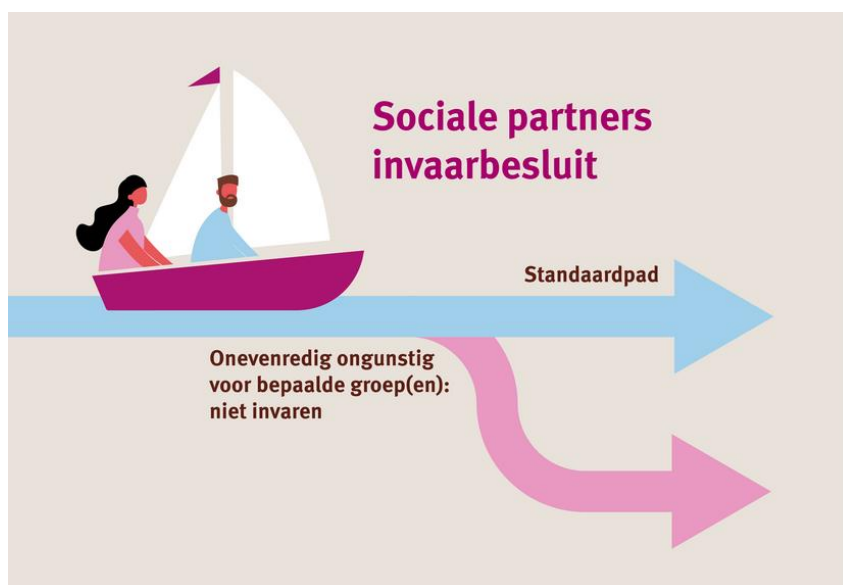 Sociale partners
invaarbesluit
Standaardpad
Onevenredig ongunstig
voor bepaalde groep(en):
niet invaren